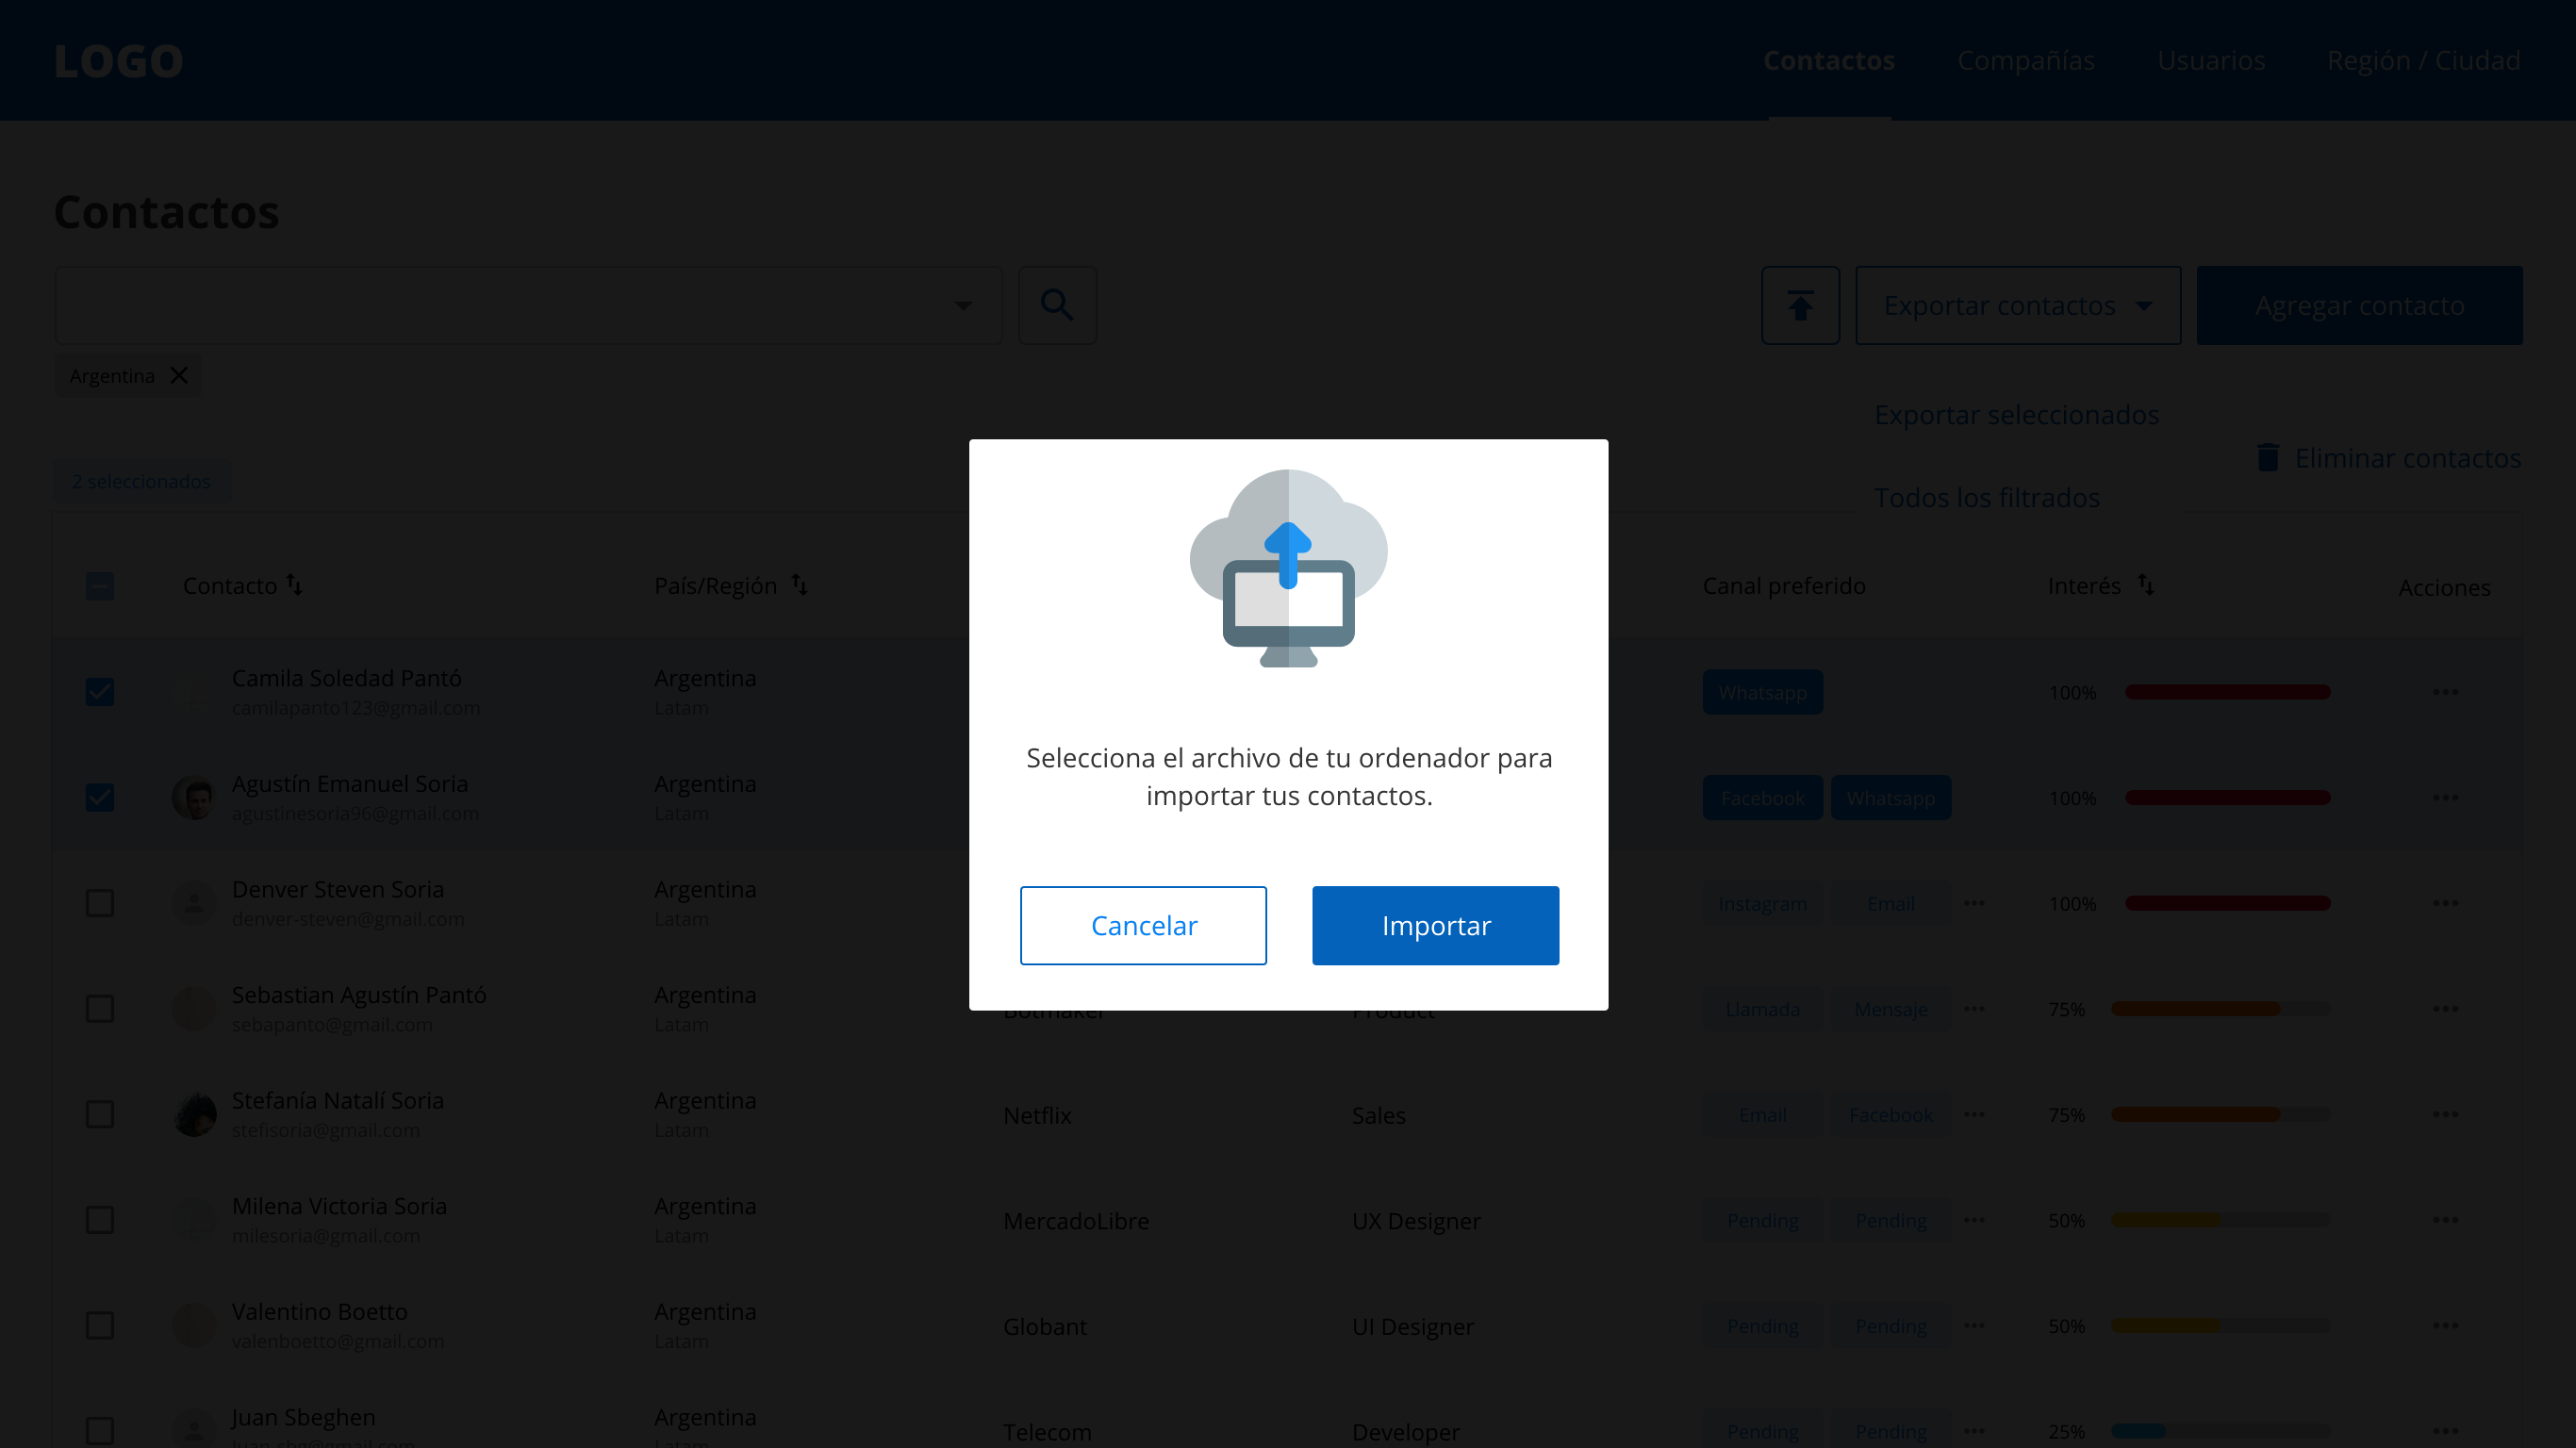 LOGO
Contactos Compañías Usuarios Región / Ciudad
Contactos
Exportar contactos Agregar contacto
Argentina
Exportar seleccionados
Eliminar contactos
2 seleccionados
Todos los filtrados
Contacto País/Región Canal preferido Interés Acciones
Camila Soledad Pantó Argentina Whatsapp 100%
camilapanto123@gmail.com Latam
Selecciona el archivo de tu ordenador para
importar tus contactos.
Agustín Emanuel Soria Argentina Facebook Whatsapp 100%
agustinesoria96@gmail.com Latam
Denver Steven Soria Argentina Instagram Email 100%
denver-steven@gmail.com Latam
Cancelar Importar
Sebastian Agustín Pantó Argentina Botmaker Product Llamada Mensaje 75%
sebapanto@gmail.com Latam
Stefanía Natalí Soria Argentina Netflix Sales Email Facebook 75%
stefisoria@gmail.com Latam
Milena Victoria Soria Argentina MercadoLibre UX Designer Pending Pending 50%
milesoria@gmail.com Latam
Valentino Boetto Argentina Globant UI Designer Pending Pending 50%
valenboetto@gmail.com Latam
Juan Sbeghen Argentina Telecom Developer Pending Pending 25%